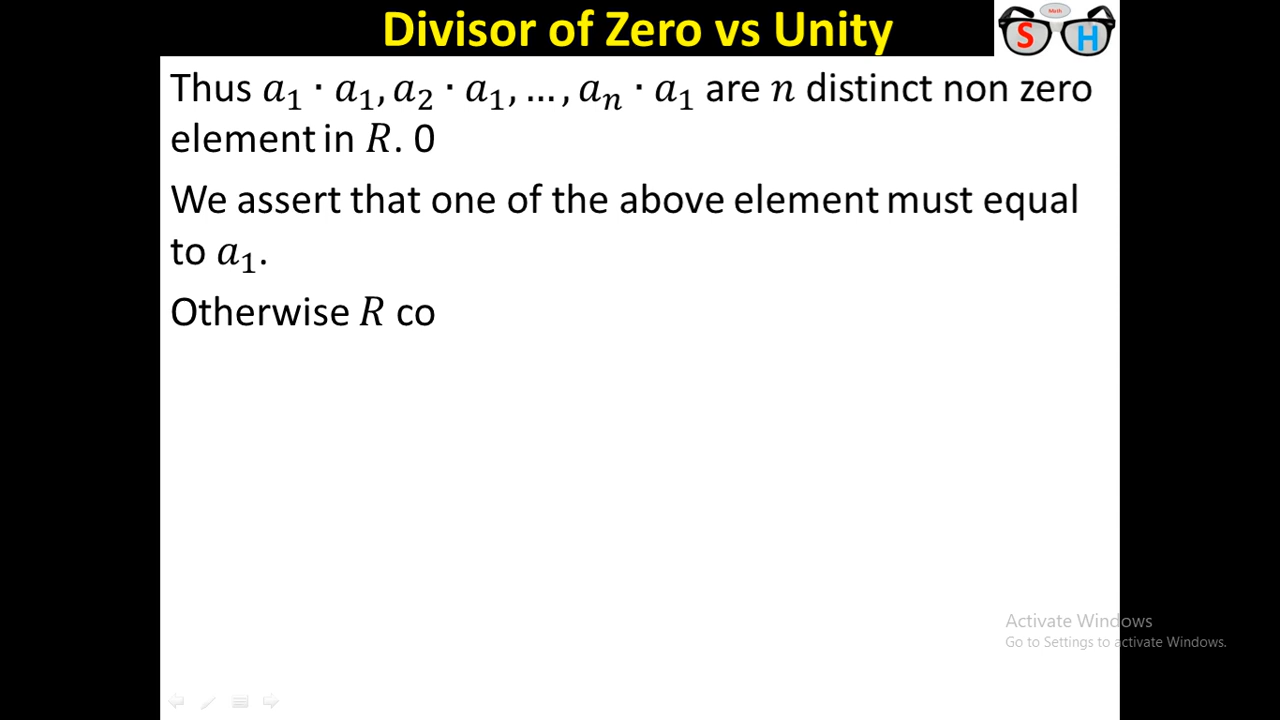 Divisor of Zero vs Unity
Math
S H
Thus a₁ · a₁, a₂ · a₁, …, aₙ · a₁ are n distinct non zero
element in R. 0
We assert that one of the above element must equal
to a₁.
Otherwise R co
Activate Windows
Go to Settings to activate Windows.